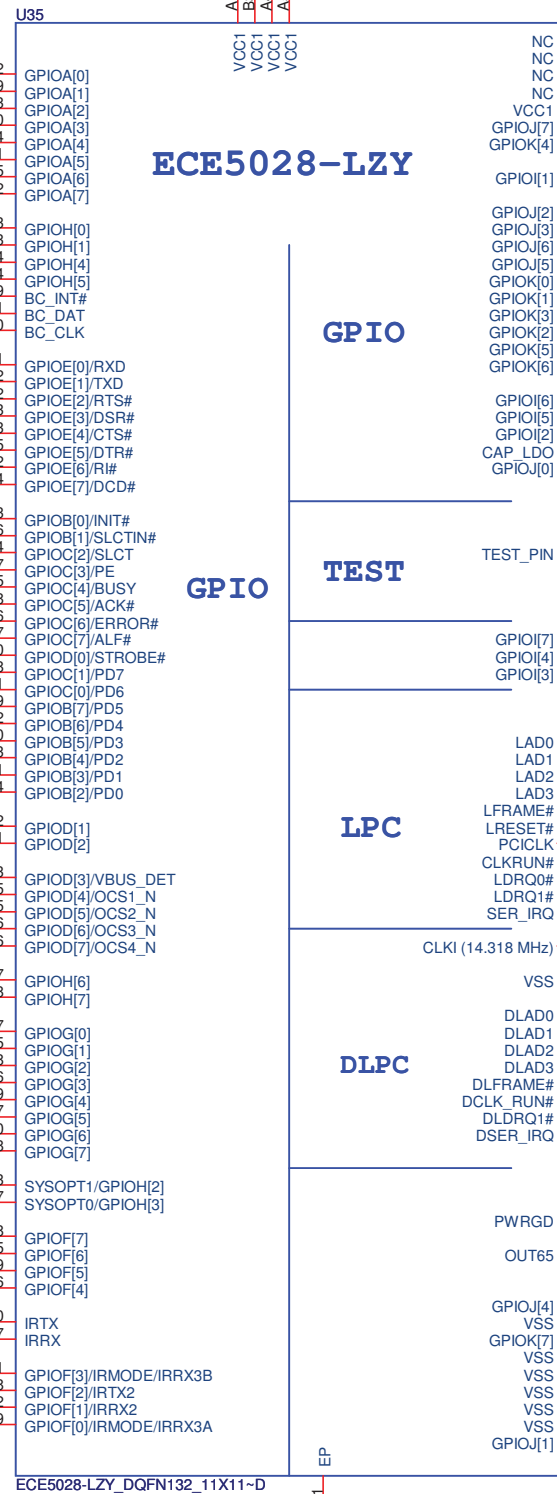 U35
VCC1
VCC1
VCC1
VCC1
ECE5028-LZY
GPIOA[0]
GPIOA[1]
GPIOA[2]
GPIOA[3]
GPIOA[4]
GPIOA[5]
GPIOA[6]
GPIOA[7]
GPIOH[0]
GPIOH[1]
GPIOH[4]
GPIOH[5]
BC_INT#
BC_DAT
BC_CLK
GPIOE[0]/RXD
GPIOE[1]/TXD
GPIOE[2]/RTS#
GPIOE[3]/DSR#
GPIOE[4]/CTS#
GPIOE[5]/DTR#
GPIOE[6]/RI#
GPIOE[7]/DCD#
GPIOB[0]/INIT#
GPIOB[1]/SLCTIN#
GPIOC[2]/SLCT
GPIOC[3]/PE
GPIOC[4]/BUSY
GPIOC[5]/ACK#
GPIOC[6]/ERROR#
GPIOC[7]/ALF#
GPIOD[0]/STROBE#
GPIOC[1]/PD7
GPIOC[0]/PD6
GPIOB[7]/PD5
GPIOB[6]/PD4
GPIOB[5]/PD3
GPIOB[4]/PD2
GPIOB[3]/PD1
GPIOB[2]/PD0
GPIOD[1]
GPIOD[2]
GPIOD[3]/VBUS_DET
GPIOD[4]/OCS1_N
GPIOD[5]/OCS2_N
GPIOD[6]/OCS3_N
GPIOD[7]/OCS4_N
GPIOH[6]
GPIOH[7]
GPIOG[0]
GPIOG[1]
GPIOG[2]
GPIOG[3]
GPIOG[4]
GPIOG[5]
GPIOG[6]
GPIOG[7]
SYSOPT1/GPIOH[2]
SYSOPT0/GPIOH[3]
GPIOF[7]
GPIOF[6]
GPIOF[5]
GPIOF[4]
IRTX
IRRX
GPIOF[3]/IRMODE/IRRX3B
GPIOF[2]/IRTX2
GPIOF[1]/IRRX2
GPIOF[0]/IRMODE/IRRX3A
GPIO
GPIO
TEST
LPC
DLPC
NC
NC
NC
NC
VCC1
GPIOJ[7]
GPIOK[4]
GPIOI[1]
GPIOJ[2]
GPIOJ[3]
GPIOJ[6]
GPIOJ[5]
GPIOK[0]
GPIOK[1]
GPIOK[3]
GPIOK[2]
GPIOK[5]
GPIOK[6]
GPIOI[6]
GPIOI[5]
GPIOI[2]
CAP_LDO
GPIOJ[0]
TEST_PIN
GPIOI[7]
GPIOI[4]
GPIOI[3]
LAD0
LAD1
LAD2
LAD3
LFRAME#
LRESET#
PCICLK
CLKRUN#
LDRQ0#
LDRQ1#
SER_IRQ
CLKI (14.318 MHz)
VSS
DLAD0
DLAD1
DLAD2
DLAD3
DLFRAME#
DCLK_RUN#
DLDRQ1#
DSER_IRQ
PWRGD
OUT65
GPIOJ[4]
VSS
GPIOK[7]
VSS
VSS
VSS
VSS
VSS
GPIOJ[1]
EP
ECE5028-LZY_DQFN132_11X11~D